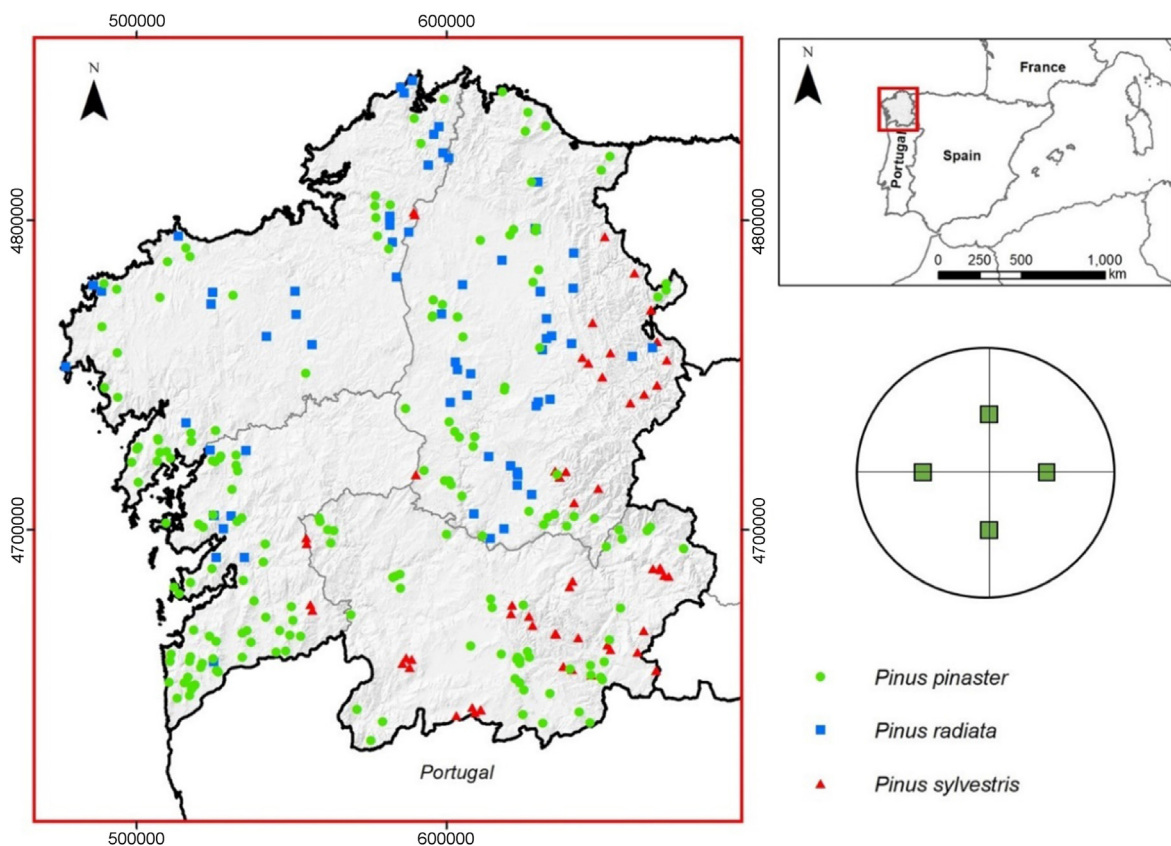 500000 600000
N
4800000
4800000
4700000
4700000
Portugal
500000 600000
N
France
Portugal
Spain
0 250 500 1,000
km
Pinus pinaster
Pinus radiata
Pinus sylvestris